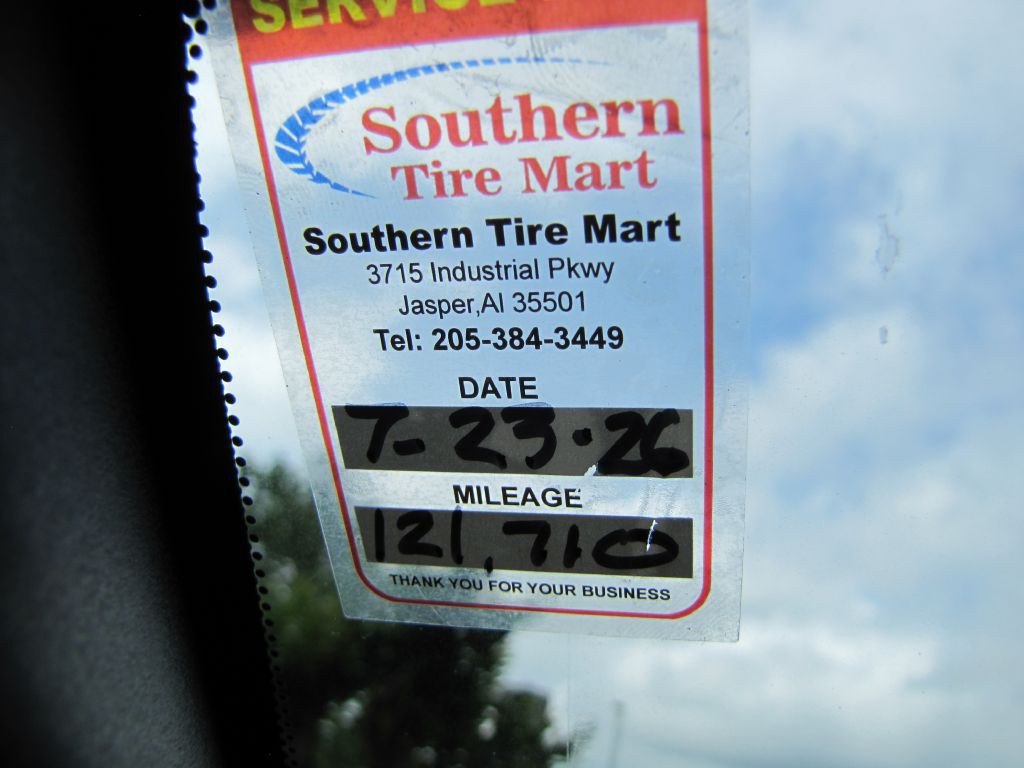 SERVICE
Southern
Tire Mart
Southern Tire Mart
3715 Industrial Pkwy
Jasper,Al 35501
Tel: 205-384-3449
DATE
7-23-26
MILEAGE
121,710
THANK YOU FOR YOUR BUSINESS